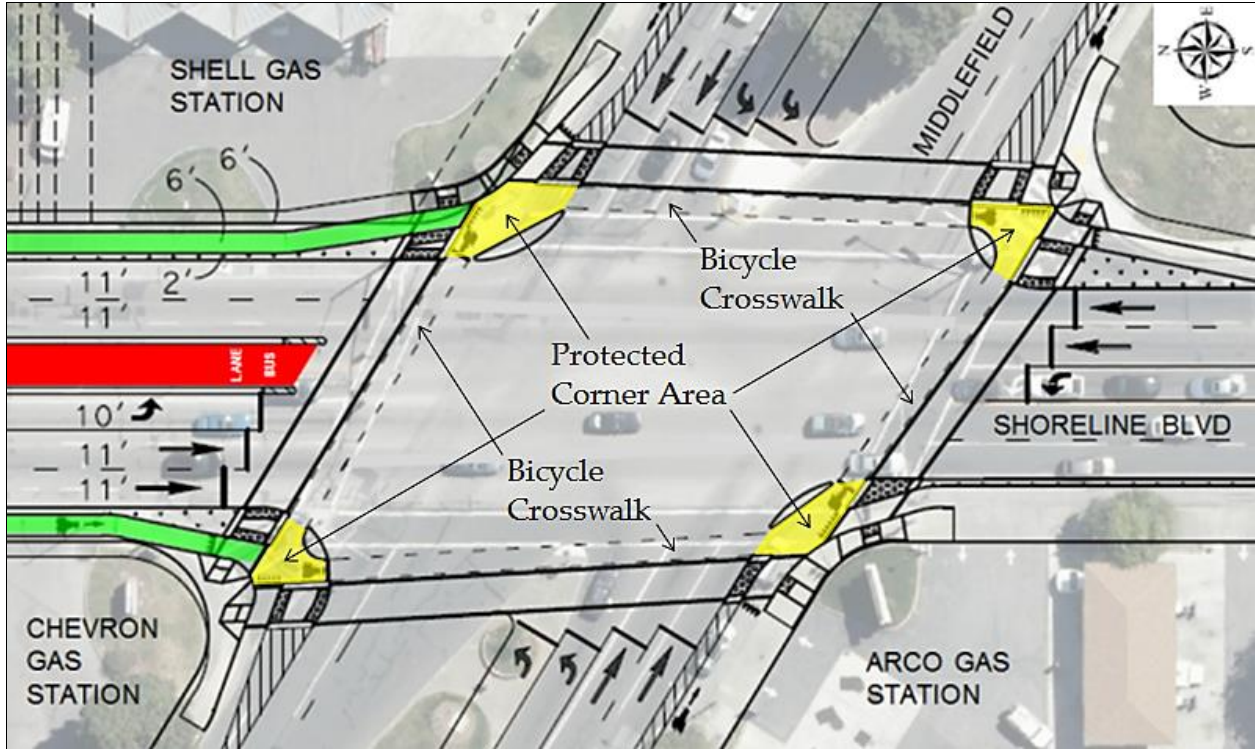 SHELL GAS
STATION
MIDDLEFIELD
E
N
S
W
6'
6'
2'
11'
11'
LANE
BUS
10'
11'
11'
Bicycle
Crosswalk
Protected
Corner Area
SHORELINE BLVD
Bicycle
Crosswalk
CHEVRON
GAS
STATION
ARCO GAS
STATION